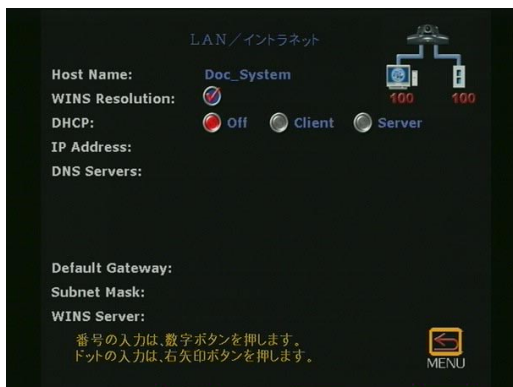 LAN／イントラネット
Host Name: Doc_System
WINS Resolution:
100 100
DHCP: Off Client Server
IP Address:
DNS Servers:
Default Gateway:
Subnet Mask:
WINS Server:
番号の入力は、数字ボタンを押します。
ドットの入力は、右矢印ボタンを押します。
MENU